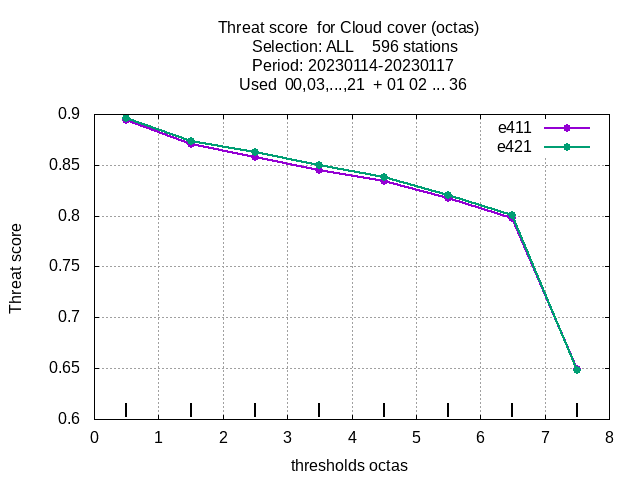 Threat score  for Cloud cover (octas)
Selection: ALL    596 stations
Period: 20230114-20230117
Used  00,03,...,21  + 01 02 ... 36
e411
e421
0.9
0.85
0.8
0.75
0.7
0.65
0.6
Threat score
0 1 2 3 4 5 6 7 8
thresholds octas